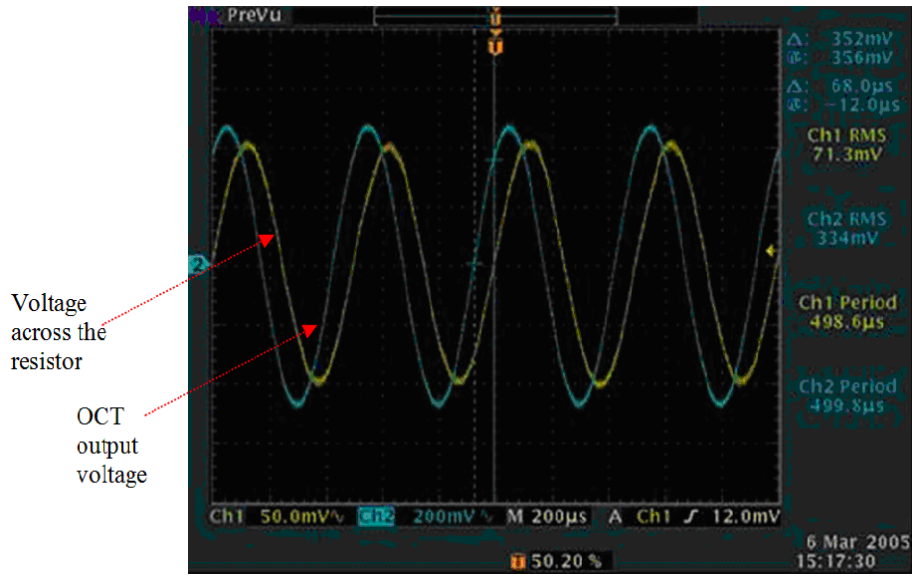 PreVu
Δ: 352mV
@: 356mV
Δ: 68.0µs
@: -12.0µs
Ch1 RMS
71.3mV
Ch2 RMS
334mV
Ch1 Period
498.6µs
Ch2 Period
499.8µs
2
Voltage
across the
resistor
OCT
output
voltage
Ch1 50.0mV Ch2 200mV M 200µs A Ch1 12.0mV
50.20 %
6 Mar 2005
15:17:30